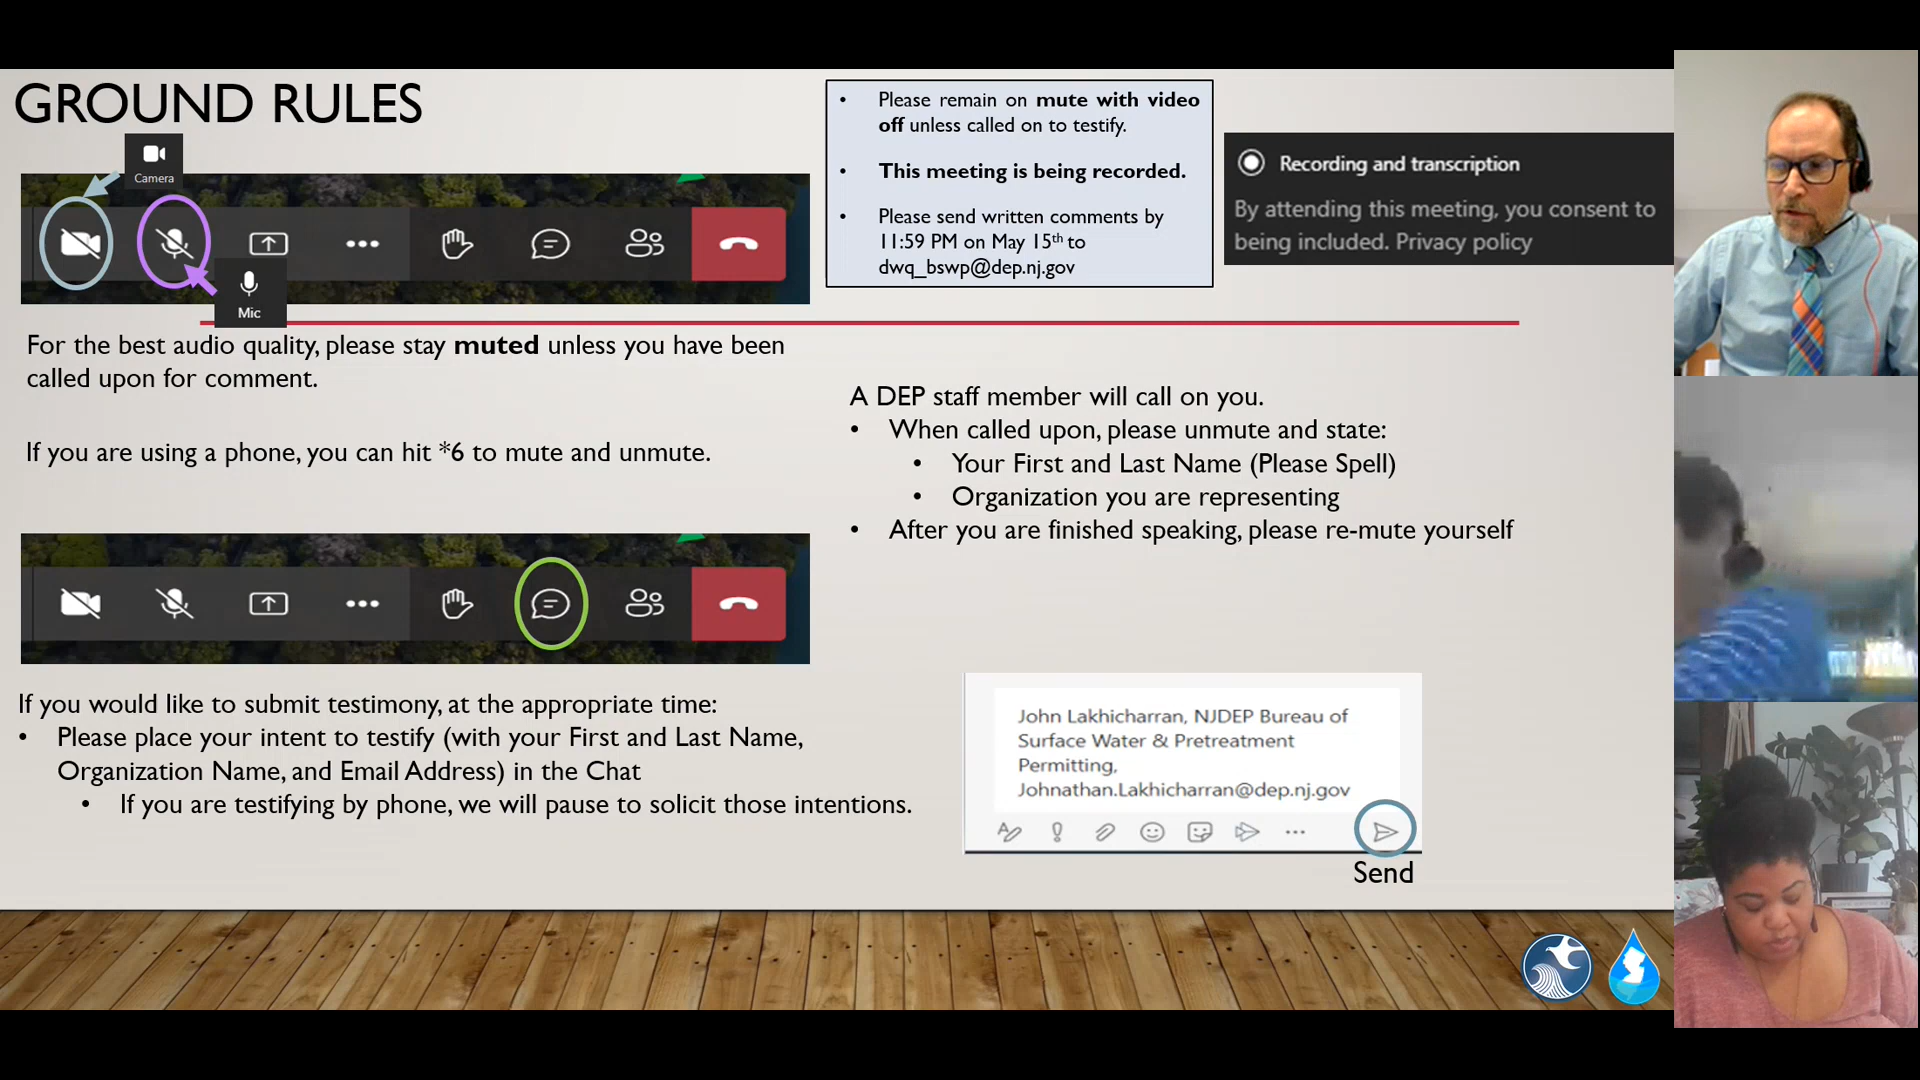 GROUND RULES
Camera
Mic
• Please remain on mute with video
off unless called on to testify.
• This meeting is being recorded.
• Please send written comments by
11:59 PM on May 15th to
dwq_bswp@dep.nj.gov
Recording and transcription
By attending this meeting, you consent to
being included. Privacy policy
For the best audio quality, please stay muted unless you have been
called upon for comment.
If you are using a phone, you can hit *6 to mute and unmute.
A DEP staff member will call on you.
• When called upon, please unmute and state:
• Your First and Last Name (Please Spell)
• Organization you are representing
• After you are finished speaking, please re-mute yourself
If you would like to submit testimony, at the appropriate time:
• Please place your intent to testify (with your First and Last Name,
Organization Name, and Email Address) in the Chat
• If you are testifying by phone, we will pause to solicit those intentions.
John Lakhicharran, NJDEP Bureau of
Surface Water & Pretreatment
Permitting,
Johnathan.Lakhicharran@dep.nj.gov
Send